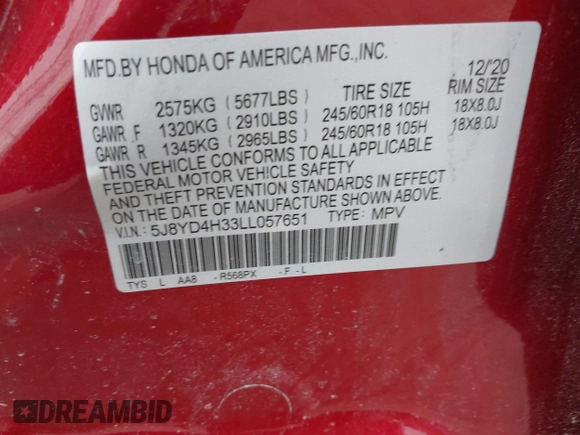 MFD.BY HONDA OF AMERICA MFG.,INC. 12/20
TIRE SIZE RIM SIZE
GVWR 2575KG (5677LBS)
GAWR F 1320KG (2910LBS) 245/60R18 105H 18X8.0J
GAWR R 1345KG (2965LBS) 245/60R18 105H 18X8.0J
THIS VEHICLE CONFORMS TO ALL APPLICABLE
FEDERAL MOTOR VEHICLE SAFETY
AND THEFT PREVENTION STANDARDS IN EFFECT
ON THE DATE OF MANUFACTURE SHOWN ABOVE.
V.I.N.: 5J8YD4H33LL057651 TYPE: MPV
TYS L AA8 - R568PX - F - L
DREAMBID